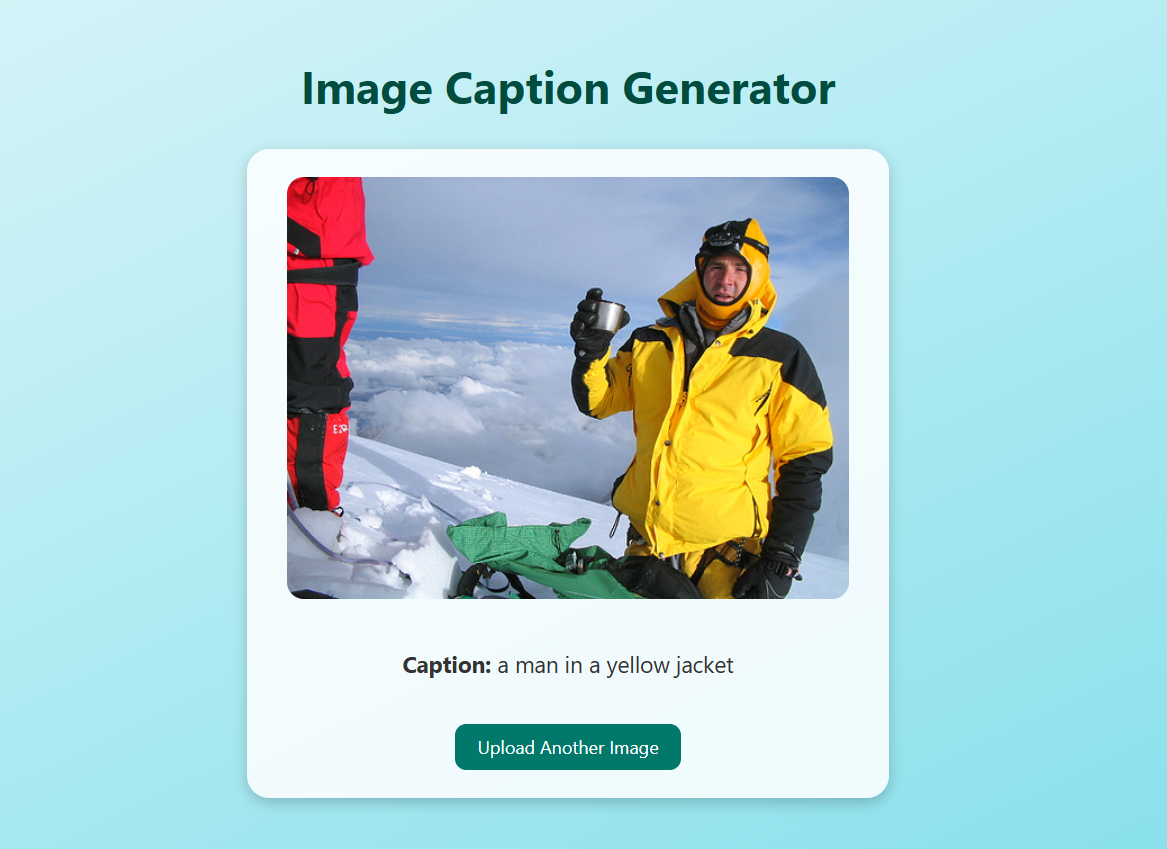 Image Caption Generator
Caption: a man in a yellow jacket
Upload Another Image